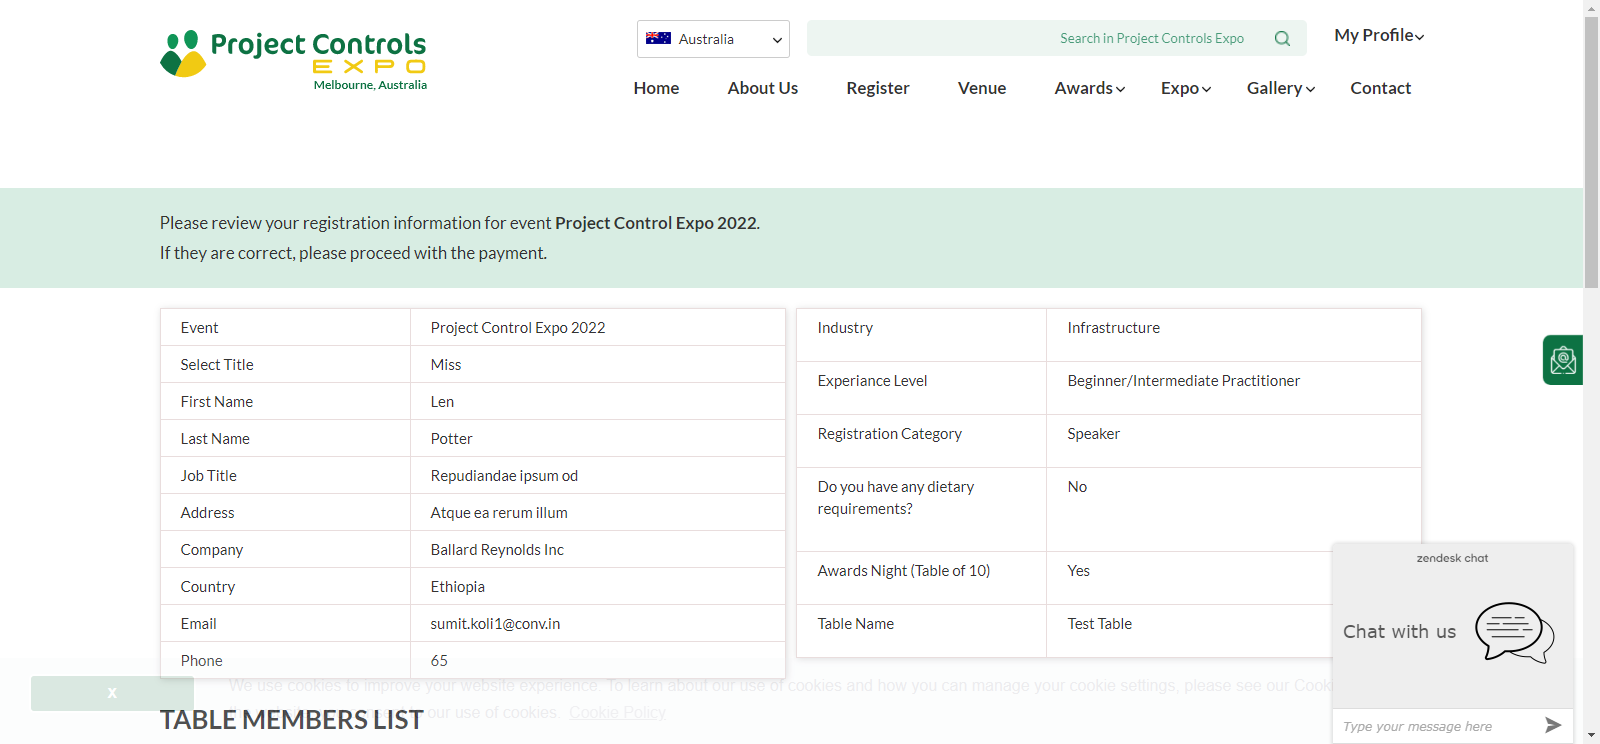 Project Controls
EXPO
Melbourne, Australia
Australia
Search in Project Controls Expo
My Profile
Home
About Us
Register
Venue
Awards
Expo
Gallery
Contact
Please review your registration information for event Project Control Expo 2022.
If they are correct, please proceed with the payment.
Event Project Control Expo 2022
Select Title Miss
First Name Len
Last Name Potter
Job Title Repudiandae ipsum od
Address Atque ea rerum illum
Company Ballard Reynolds Inc
Country Ethiopia
Email sumit.koli1@conv.in
Phone 65
Industry Infrastructure
Experiance Level Beginner/Intermediate Practitioner
Registration Category Speaker
Do you have any dietary No
requirements?
Awards Night (Table of 10) Yes
Table Name Test Table
zendesk chat
Chat with us
Type your message here
X
We use cookies to improve your website experience. To learn about our use of cookies and how you can manage your cookie settings, please see our
our use of cookies. Cookie Policy
TABLE MEMBERS LIST